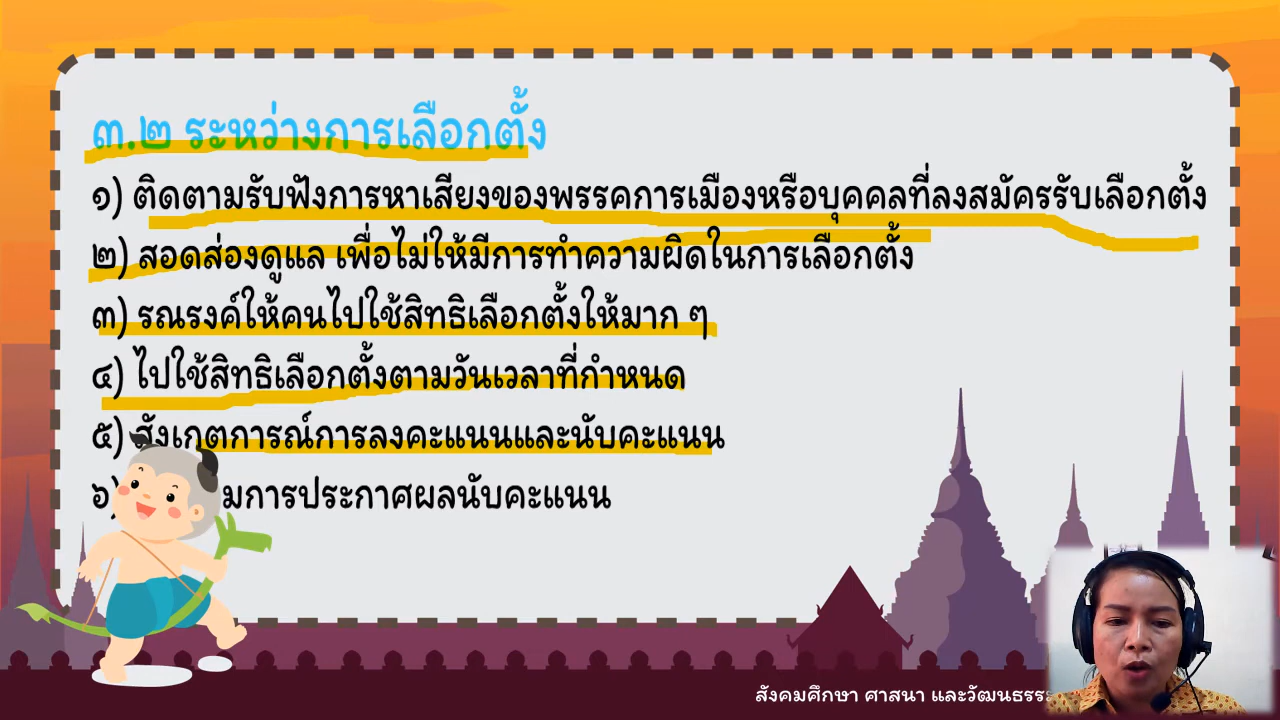 ๓.๒ ระหว่างการเลือกตั้ง
๑) ติดตามรับฟังการหาเสียงของพรรคการเมืองหรือบุคคลที่ลงสมัครรับเลือกตั้ง
๒) สอดส่องดูแล เพื่อไม่ให้มีการทำความผิดในการเลือกตั้ง
๓) รณรงค์ให้คนไปใช้สิทธิเลือกตั้งให้มาก ๆ
๔) ไปใช้สิทธิเลือกตั้งตามวันเวลาที่กำหนด
๕) สังเกตการณ์การลงคะแนนและนับคะแนน
๖) มการประกาศผลนับคะแนน
สังคมศึกษา ศาสนา และวัฒนธรร